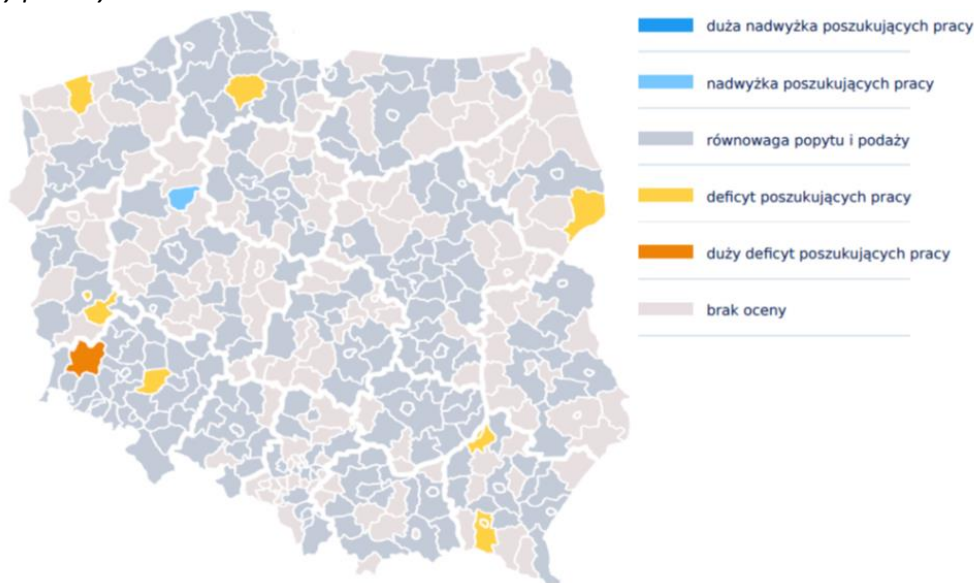 duża nadwyżka poszukujących pracy
nadwyżka poszukujących pracy
równowaga popytu i podaży
deficyt poszukujących pracy
duży deficyt poszukujących pracy
brak oceny